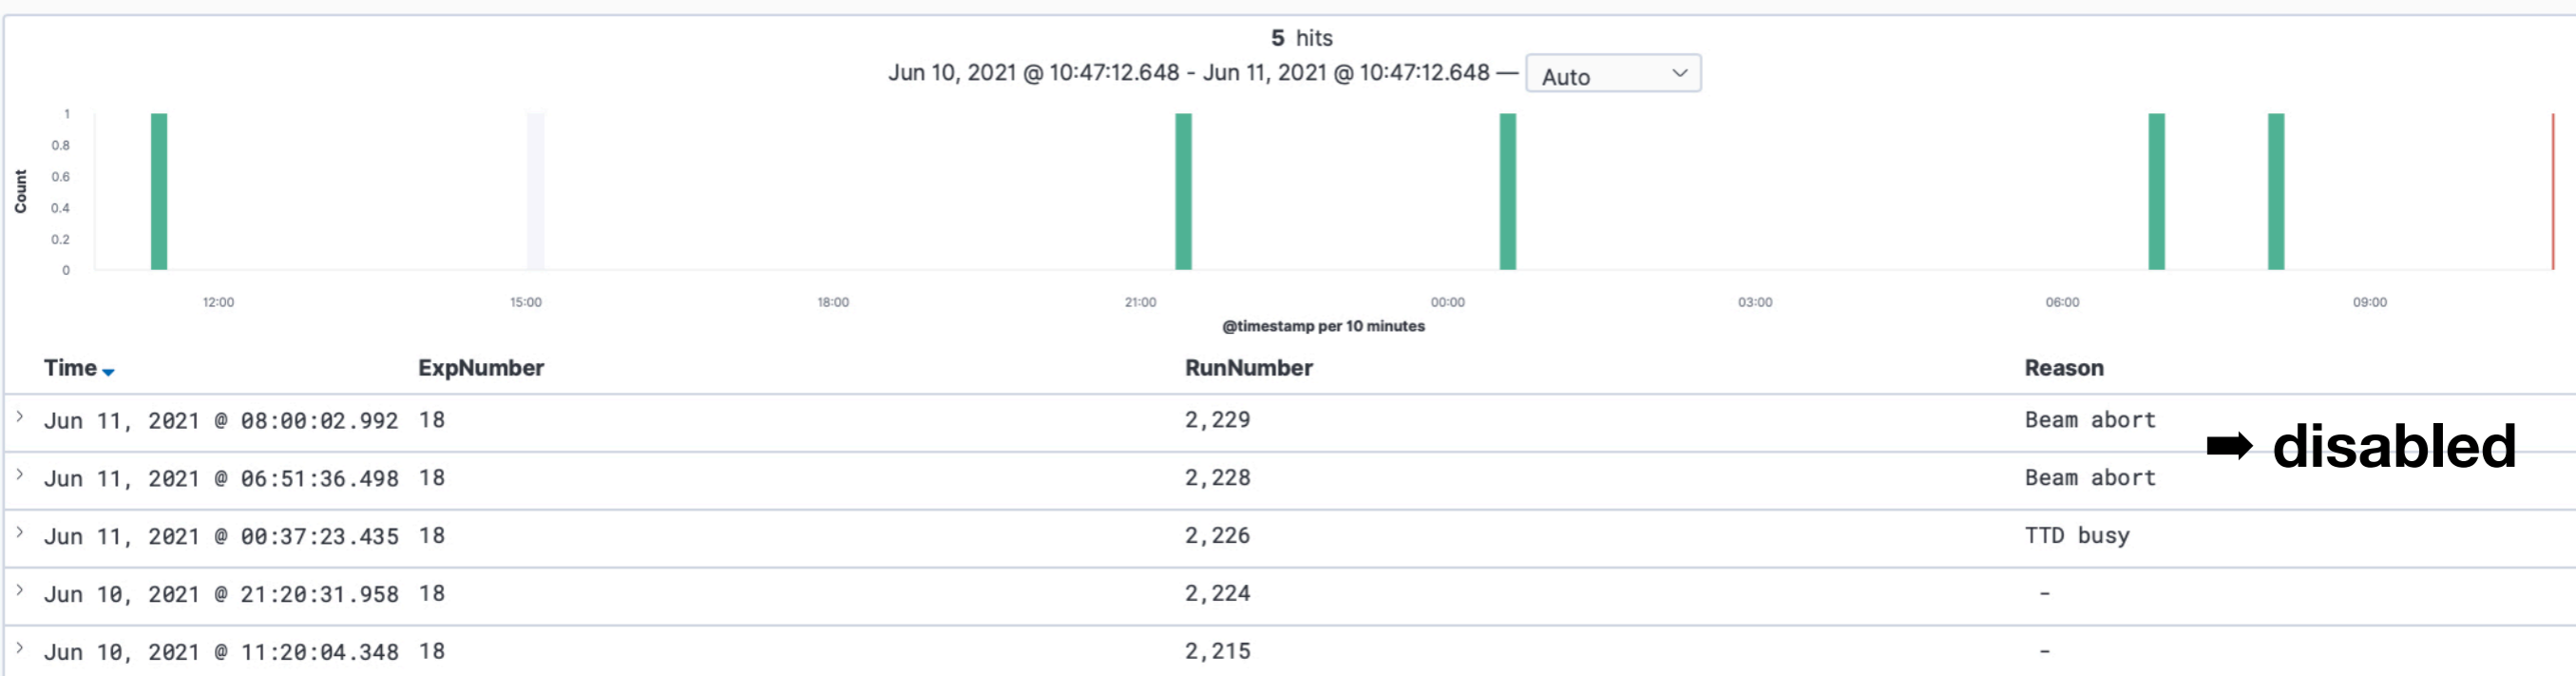 5 hits
Jun 10, 2021 @ 10:47:12.648 - Jun 11, 2021 @ 10:47:12.648 — Auto
Count
1
0.8
0.6
0.4
0.2
0
12:00 15:00 18:00 21:00 00:00 03:00 06:00 09:00
@timestamp per 10 minutes
Time ExpNumber RunNumber Reason
Jun 11, 2021 @ 08:00:02.992 18 2,229 Beam abort
➡ disabled
Jun 11, 2021 @ 06:51:36.498 18 2,228 Beam abort
Jun 11, 2021 @ 00:37:23.435 18 2,226 TTD busy
Jun 10, 2021 @ 21:20:31.958 18 2,224 -
Jun 10, 2021 @ 11:20:04.348 18 2,215 -